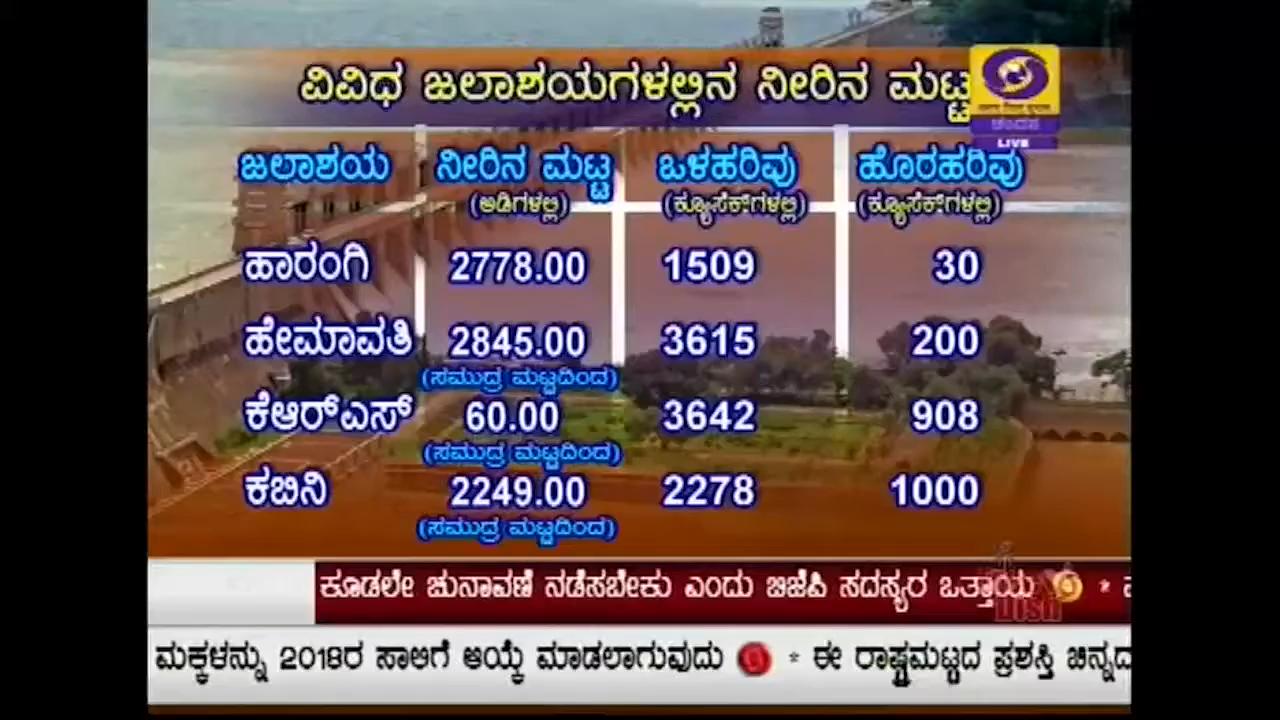 ವಿವಿಧ ಜಲಾಶಯಗಳಲ್ಲಿನ ನೀರಿನ ಮಟ್ಟ
ಚಂದನ
LIVE
ಜಲಾಶಯ ನೀರಿನ ಮಟ್ಟ ಒಳಹರಿವು ಹೊರಹರಿವು
(ಅಡಿಗಳಲ್ಲಿ) (ಕ್ಯೂಸೆಕ್‌ಗಳಲ್ಲಿ) (ಕ್ಯೂಸೆಕ್‌ಗಳಲ್ಲಿ)
ಹಾರಂಗಿ 2778.00 1509 30
ಹೇಮಾವತಿ 2845.00 3615 200
(ಸಮುದ್ರ ಮಟ್ಟದಿಂದ)
ಕೆಆರ್‌ಎಸ್ 60.00 3642 908
(ಸಮುದ್ರ ಮಟ್ಟದಿಂದ)
ಕಬಿನಿ 2249.00 2278 1000
(ಸಮುದ್ರ ಮಟ್ಟದಿಂದ)
ಕೂಡಲೇ ಚುನಾವಣೆ ನಡೆಸಬೇಕು ಎಂದು ಬಿಜೆಪಿ ಸದಸ್ಯರ ಒತ್ತಾಯ *
dish
ಮಕ್ಕಳನ್ನು 2018ರ ಸಾಲಿಗೆ ಆಯ್ಕೆ ಮಾಡಲಾಗುವುದು * ಈ ರಾಷ್ಟ್ರಮಟ್ಟದ ಪ್ರಶಸ್ತಿ ಚಿನ್ನದ